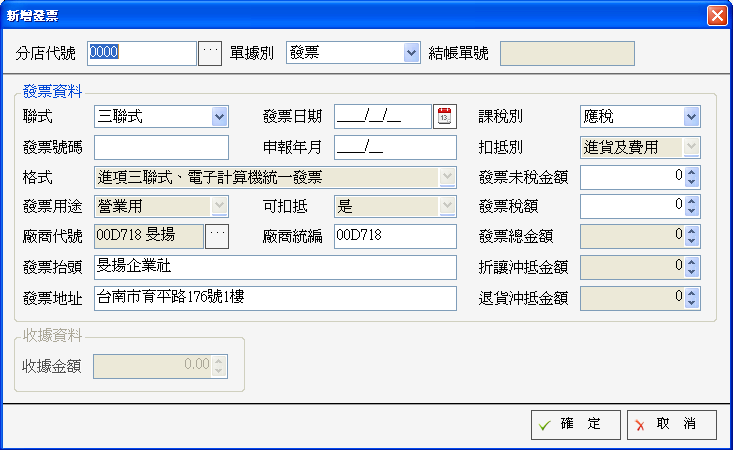 新增發票
分店代號 0000 ... 單據別 發票 結帳單號
發票資料
聯式 三聯式 發票日期 ____/__/__ 課稅別 應稅
發票號碼 申報年月 ____/__ 扣抵別 進貨及費用
格式 進項三聯式、電子計算機統一發票 發票未稅金額 0
發票用途 營業用 可扣抵 是 發票稅額 0
廠商代號 00D718 旻揚 ... 廠商統編 00D718 發票總金額 0
發票抬頭 旻揚企業社 折讓沖抵金額 0
發票地址 台南市育平路176號1樓 退貨沖抵金額 0
收據資料
收據金額 0.00
確 定 取 消